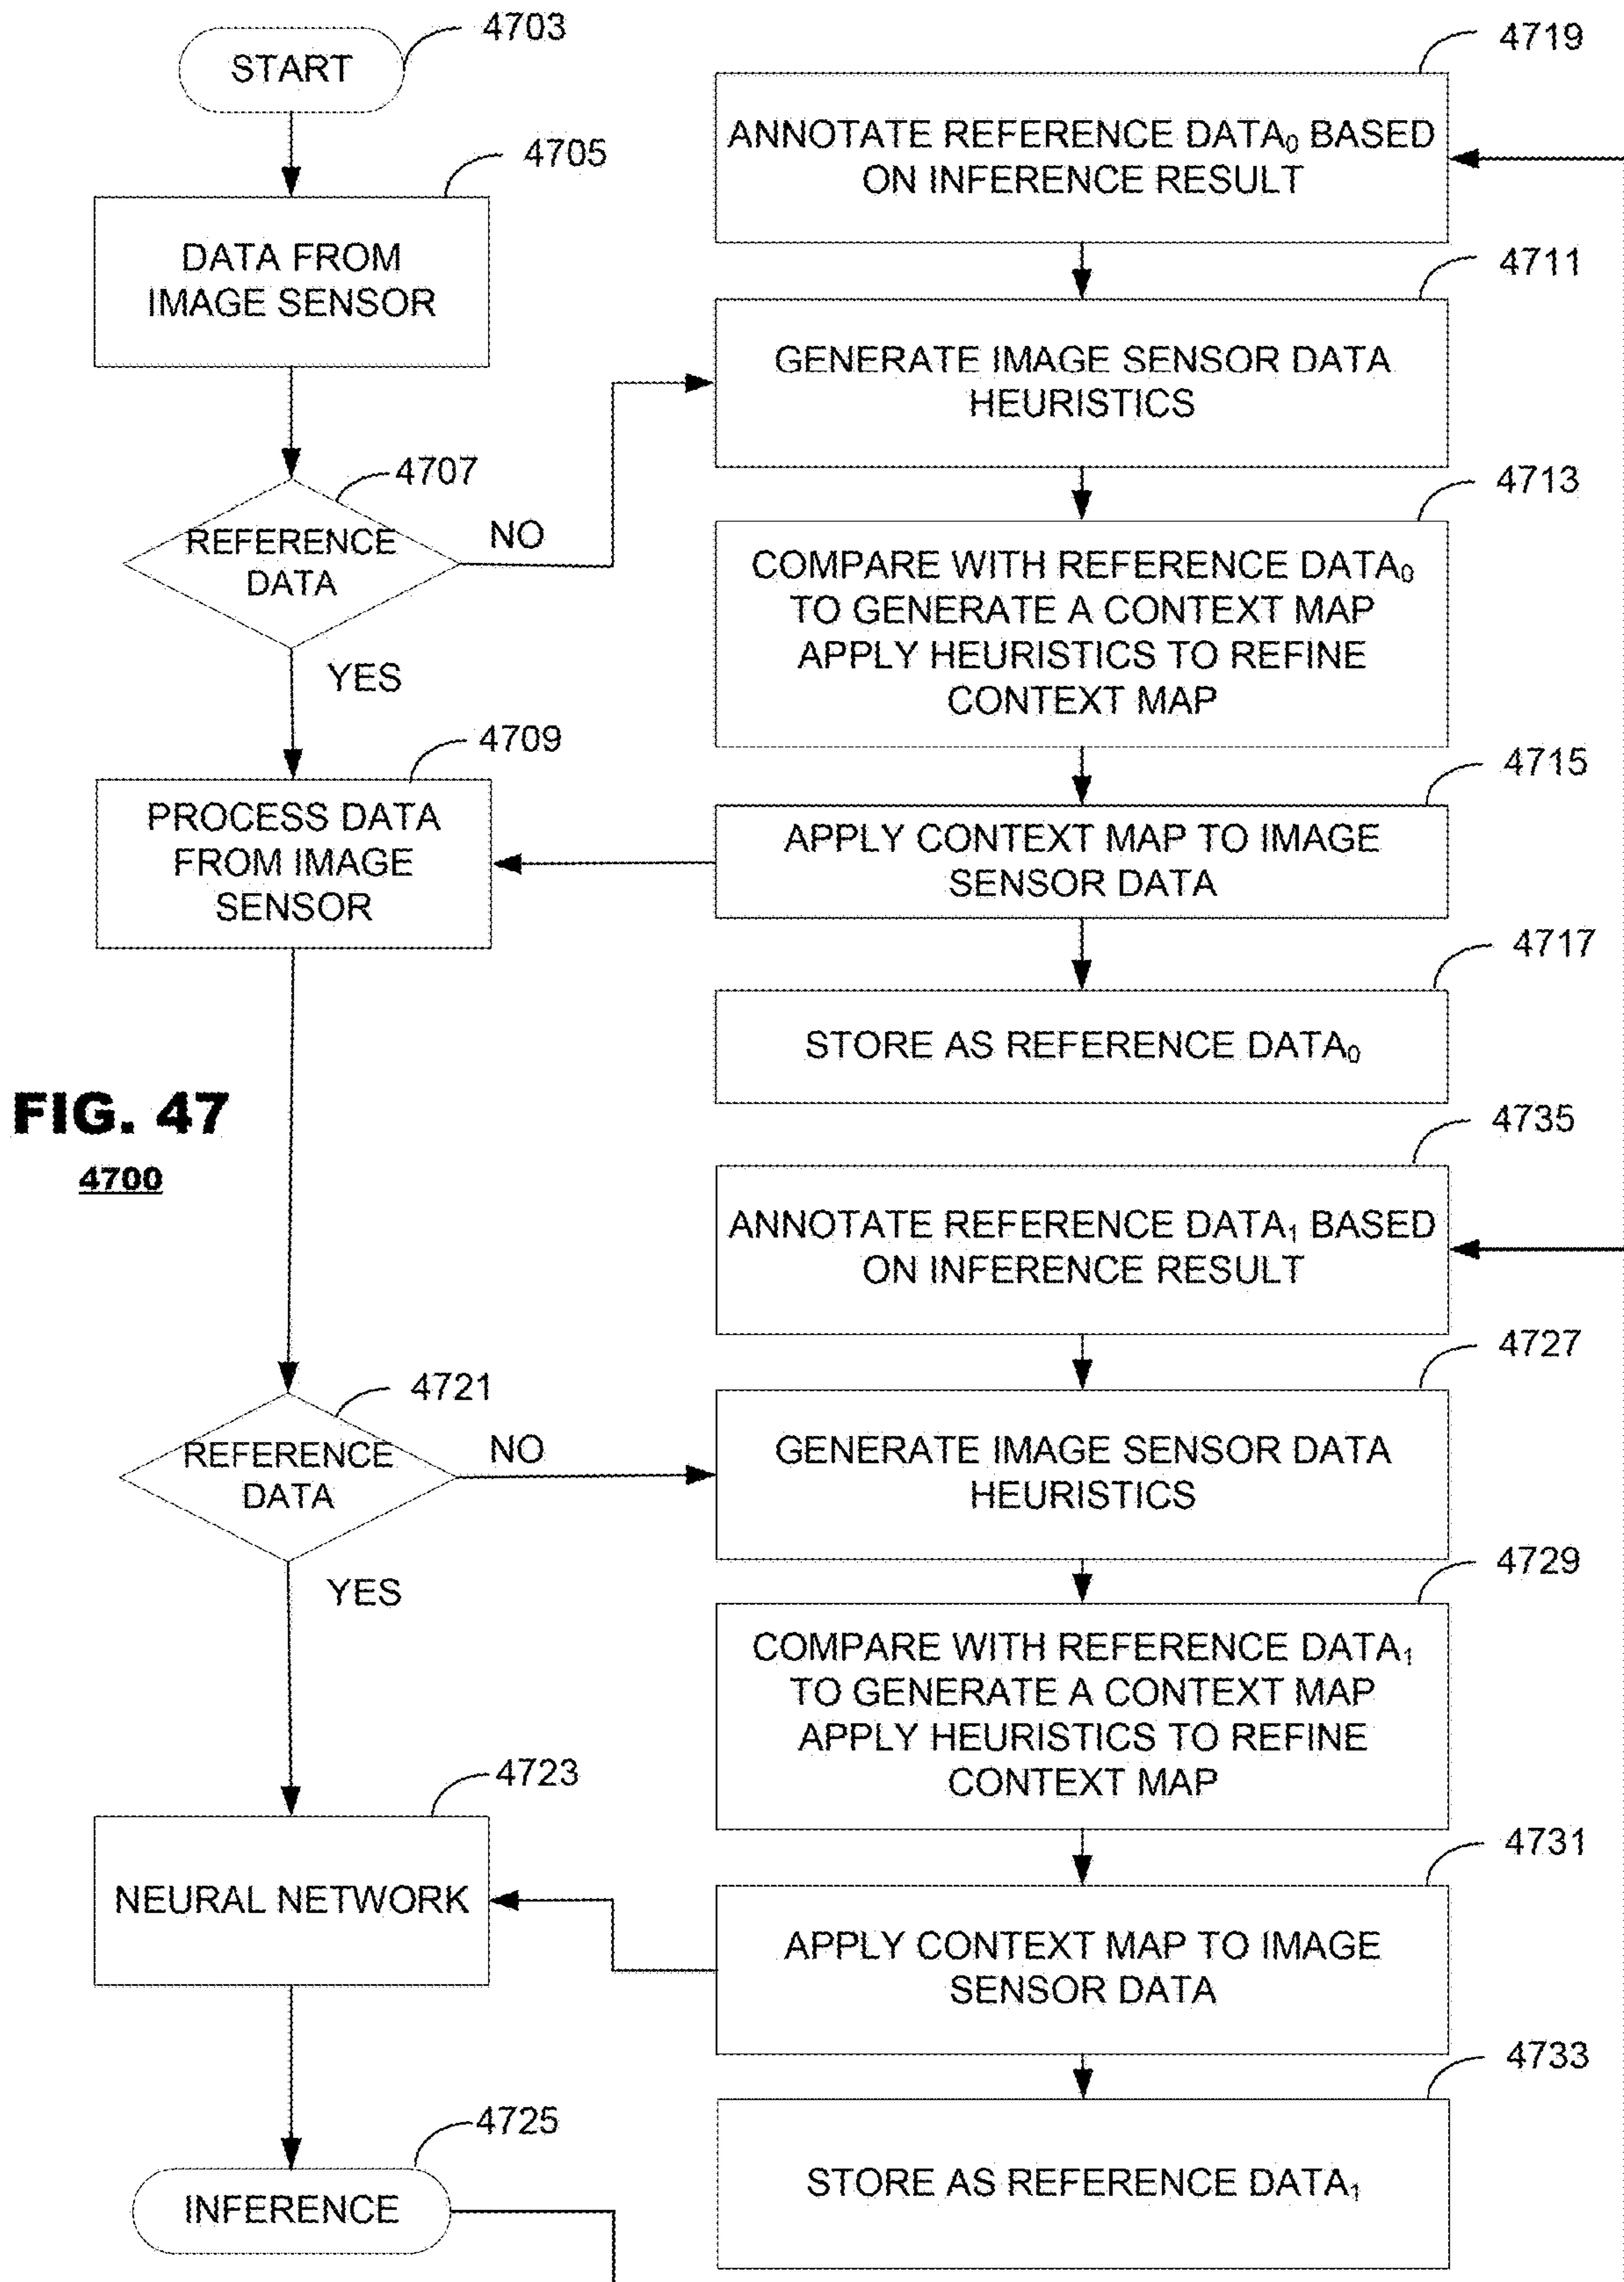 4703
START
4705
DATA FROM
IMAGE SENSOR
4707
REFERENCE
DATA
NO
YES
4709
PROCESS DATA
FROM IMAGE
SENSOR
4719
ANNOTATE REFERENCE DATA₀ BASED
ON INFERENCE RESULT
4711
GENERATE IMAGE SENSOR DATA
HEURISTICS
4713
COMPARE WITH REFERENCE DATA₀
TO GENERATE A CONTEXT MAP
APPLY HEURISTICS TO REFINE
CONTEXT MAP
4715
APPLY CONTEXT MAP TO IMAGE
SENSOR DATA
4717
STORE AS REFERENCE DATA₀
FIG. 47
4700
4721
REFERENCE
DATA
NO
YES
4723
NEURAL NETWORK
4725
INFERENCE
4735
ANNOTATE REFERENCE DATA₁ BASED
ON INFERENCE RESULT
4727
GENERATE IMAGE SENSOR DATA
HEURISTICS
4729
COMPARE WITH REFERENCE DATA₁
TO GENERATE A CONTEXT MAP
APPLY HEURISTICS TO REFINE
CONTEXT MAP
4731
APPLY CONTEXT MAP TO IMAGE
SENSOR DATA
4733
STORE AS REFERENCE DATA₁